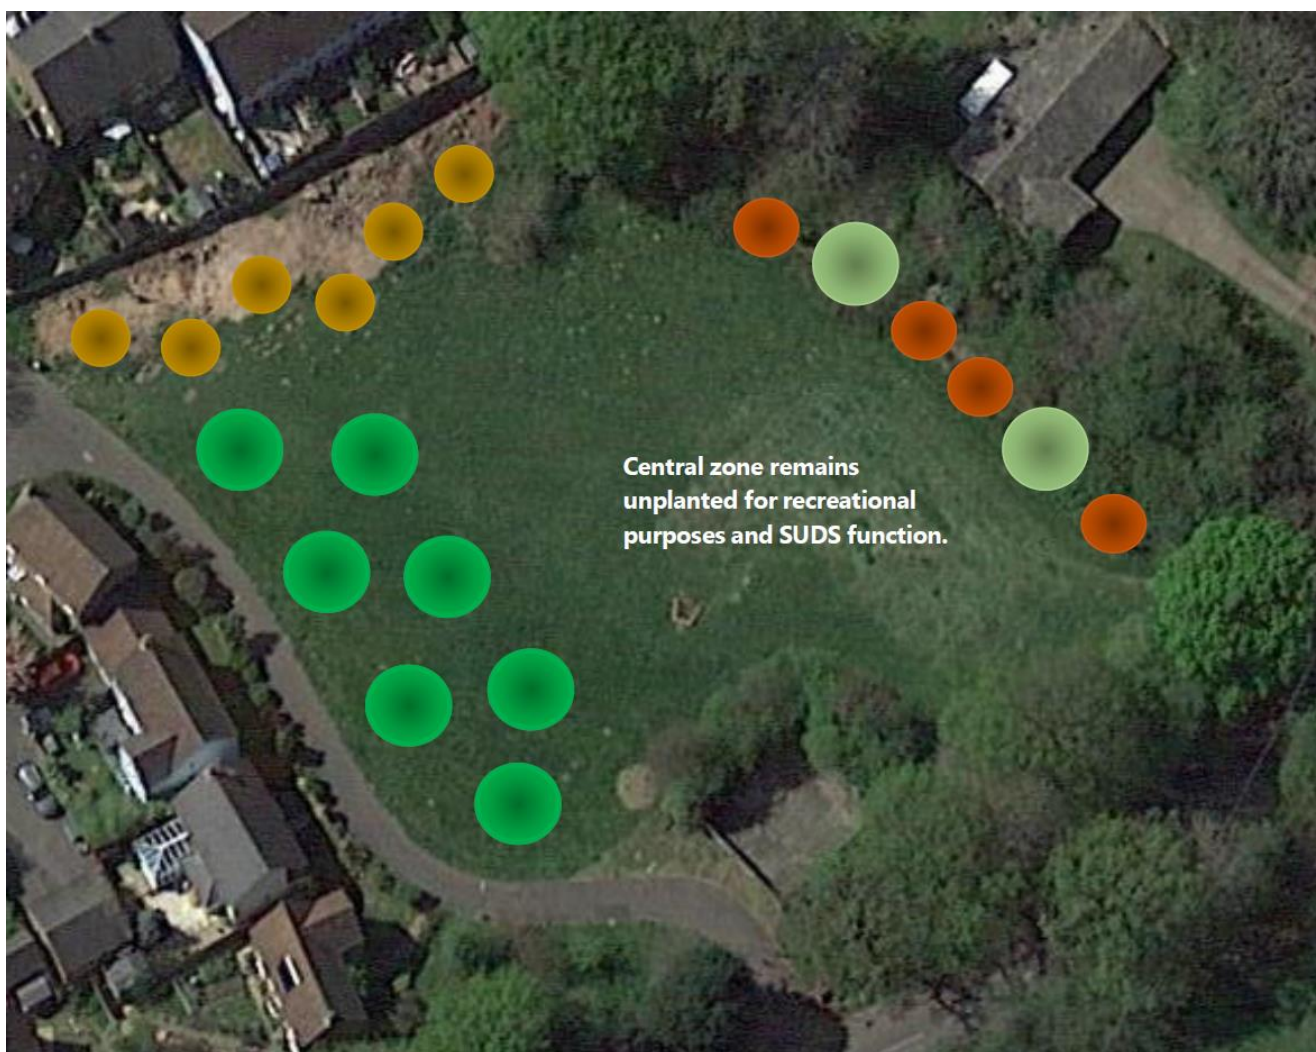 Central zone remains
unplanted for recreational
purposes and SUDS function.